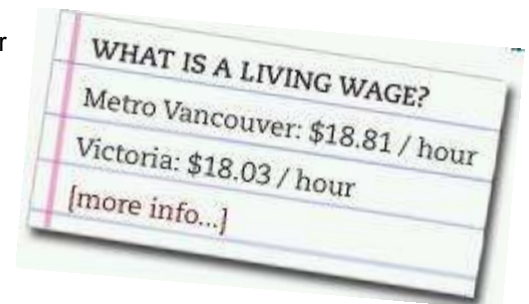 r
WHAT IS A LIVING WAGE?
Metro Vancouver: $18.81 / hour
Victoria: $18.03 / hour
[more info...]